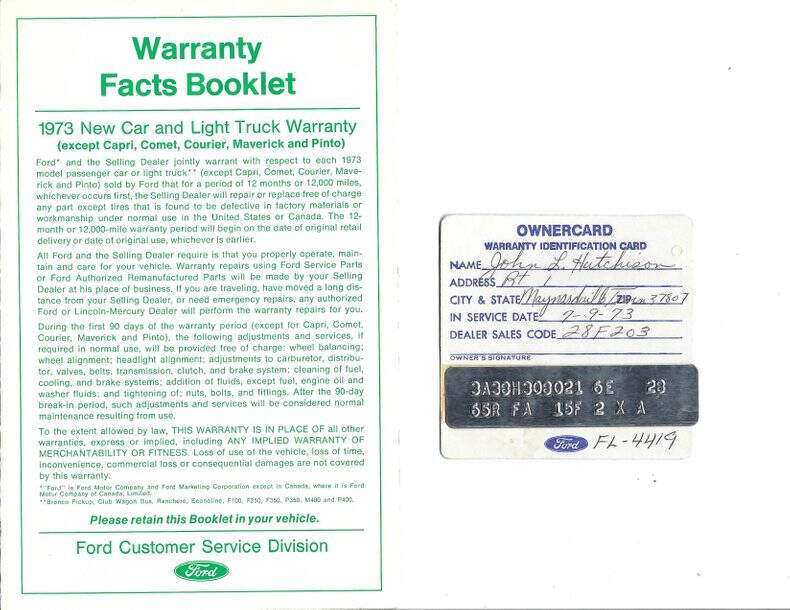 Warranty
Facts Booklet
1973 New Car and Light Truck Warranty
(except Capri, Comet, Courier, Maverick and Pinto)
Ford* and the Selling Dealer jointly warrant with respect to each 1973
model passenger car or light truck** (except Capri, Comet, Courier, Mave-
rick and Pinto) sold by Ford that for a period of 12 months or 12,000 miles,
whichever occurs first, the Selling Dealer will repair or replace free of charge
any part except tires that is found to be defective in factory materials or
workmanship under normal use in the United States or Canada. The 12-
month or 12,000-mile warranty period will begin on the date of original retail
delivery or date of original use, whichever is earlier.
All Ford and the Selling Dealer require is that you properly operate, main-
tain and care for your vehicle. Warranty repairs using Ford Service Parts
or Ford Authorized Remanufactured Parts will be made by your Selling
Dealer at his place of business. If you are traveling, have moved a long dis-
tance from your Selling Dealer, or need emergency repairs, any authorized
Ford or Lincoln-Mercury Dealer will perform the warranty repairs for you.
During the first 90 days of the warranty period (except for Capri, Comet,
Courier, Maverick and Pinto), the following adjustments and services, if
required in normal use, will be provided free of charge: wheel balancing;
wheel alignment; headlight alignment; adjustments to carburetor, distribu-
tor, valves, belts, transmission, clutch, and brake system; cleaning of fuel,
cooling, and brake systems; addition of fluids, except fuel, engine oil and
washer fluids; and tightening of; nuts, bolts, and fittings. After the 90-day
break-in period, such adjustments and services will be considered normal
maintenance resulting from use.
To the extent allowed by law, THIS WARRANTY IS IN PLACE OF all other
warranties, express or implied, including ANY IMPLIED WARRANTY OF
MERCHANTABILITY OR FITNESS. Loss of use of the vehicle, loss of time,
inconvenience, commercial loss or consequential damages are not covered
by this warranty.
*"Ford" is Ford Motor Company and Ford Marketing Corporation except in Canada, where it is Ford
Motor Company of Canada, Limited.
**Bronco Pickup, Club Wagon Bus, Ranchero, Econoline, F100, F250, F350, P350, M400 and P400.
Please retain this Booklet in your vehicle.
Ford Customer Service Division
Ford
OWNERCARD
WARRANTY IDENTIFICATION CARD
NAME John L Hutchison
ADDRESS Rt 1
CITY & STATE Maynardville Tenn ZIP 37807
IN SERVICE DATE 7-9-73
DEALER SALES CODE 28F203
OWNER'S SIGNATURE
3A38H308021 6E 28
65R FA 15F 2 X A
Ford FL-4419